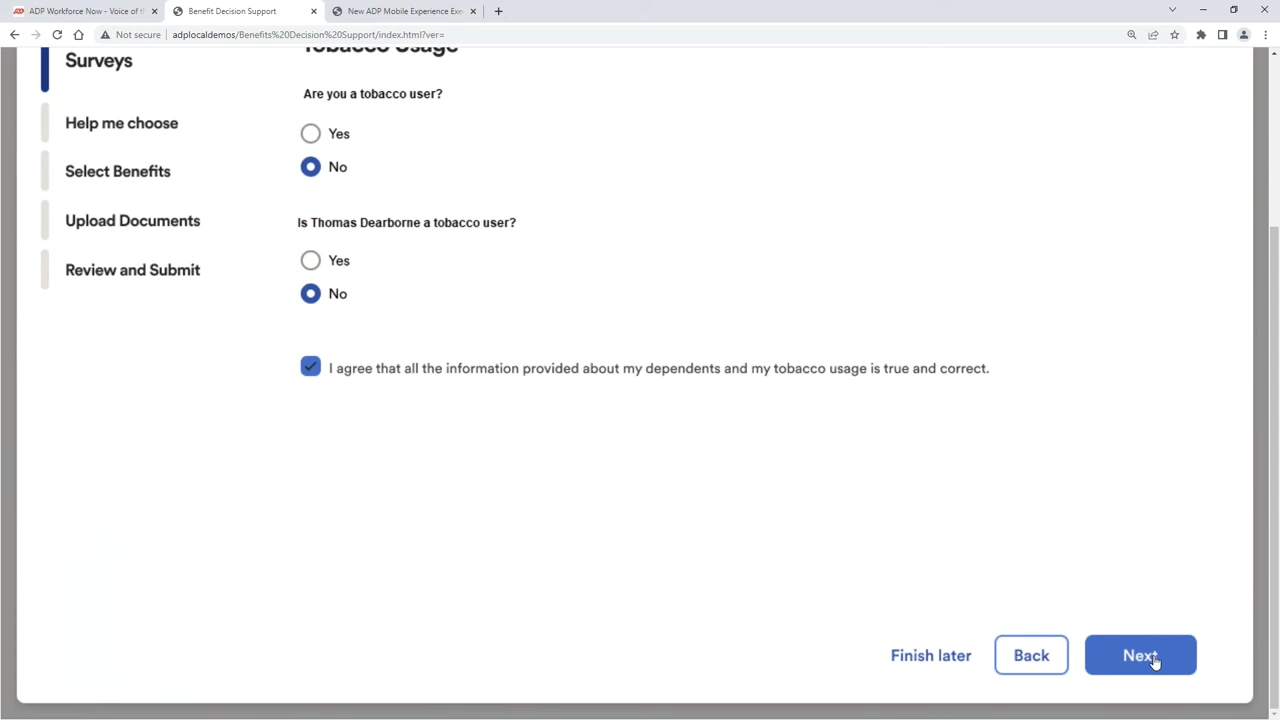 ADP Workforce Now - Voice of th
Benefit Decision Support
New ADP Mobile Experience Exe
Not secure
adplocaldemos/Benefits%20Decision%20Support/index.html?ver=
Surveys
Help me choose
Select Benefits
Upload Documents
Review and Submit
Tobacco Usage
Are you a tobacco user?
Yes
No
Is Thomas Dearborne a tobacco user?
Yes
No
I agree that all the information provided about my dependents and my tobacco usage is true and correct.
Finish later
Back
Next